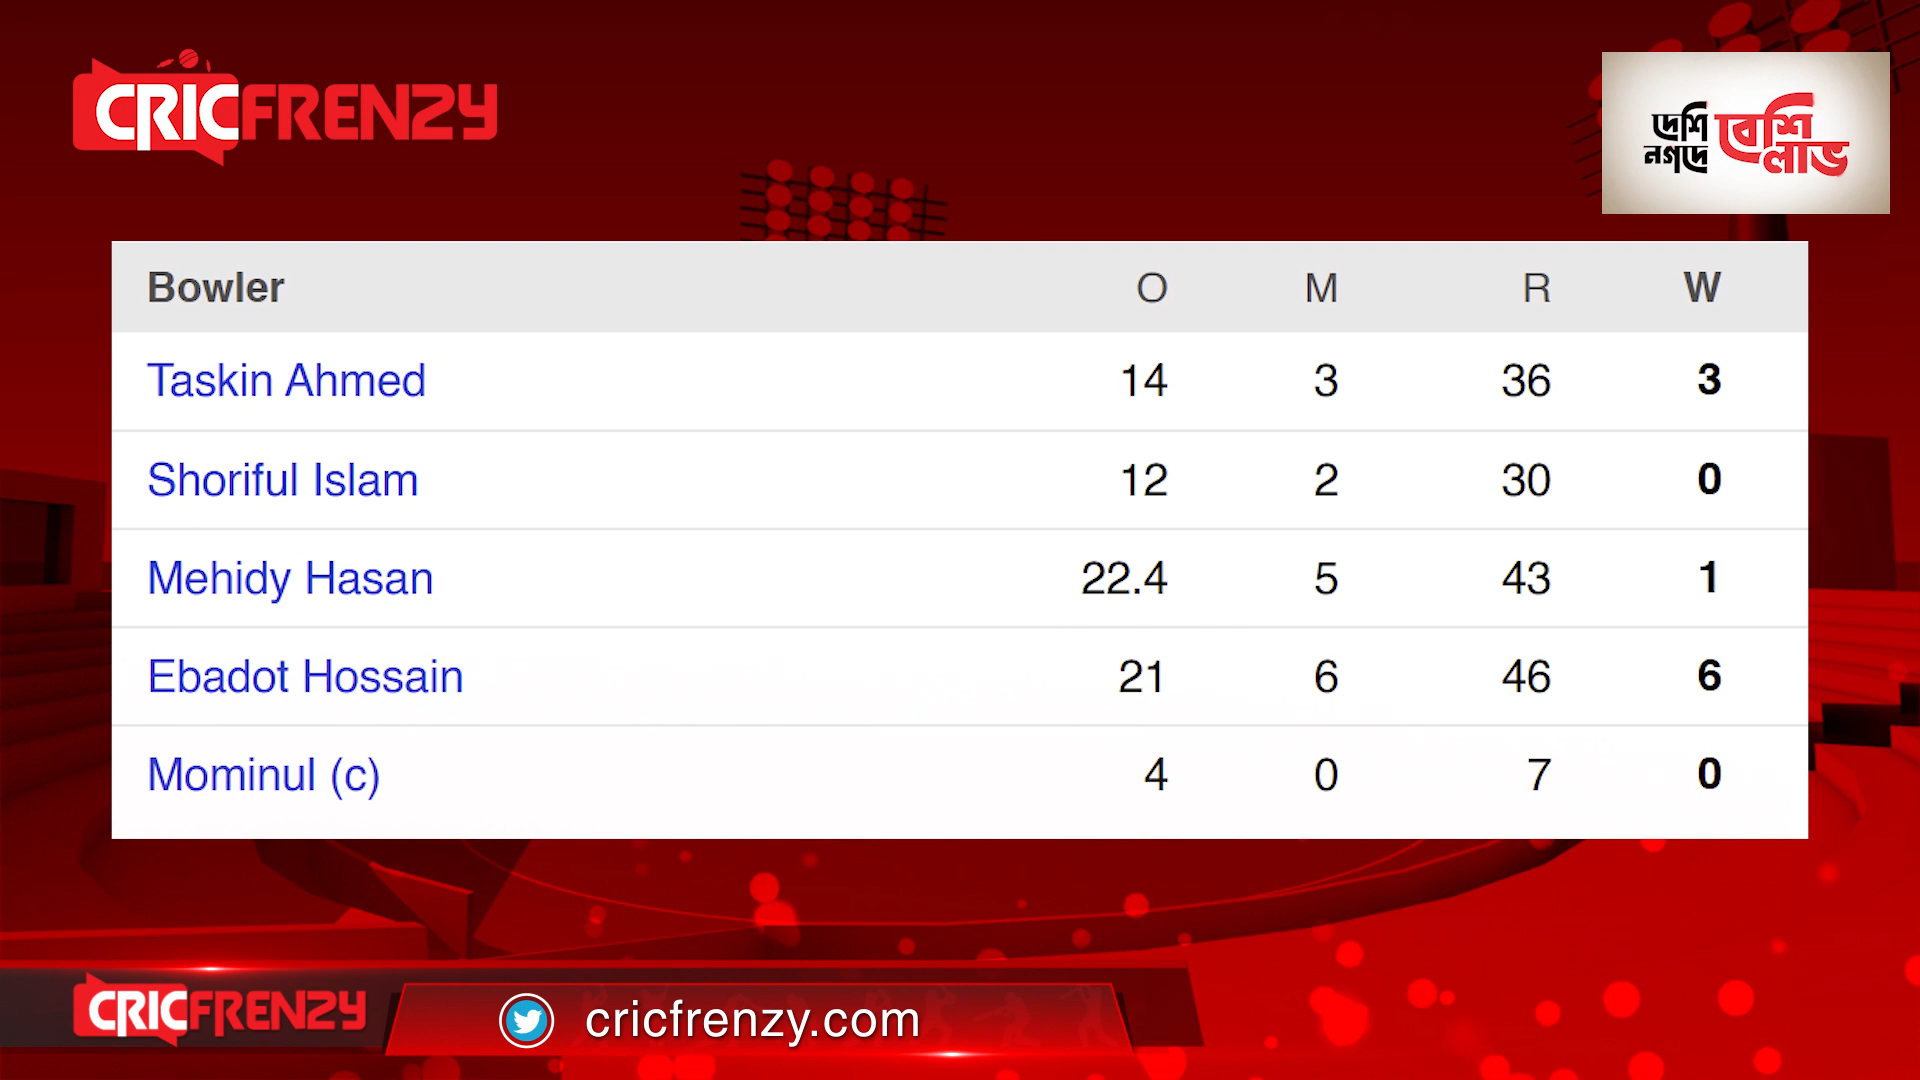 CRICFRENZY
দেশি
নগদে
বেশি
লাভ
Bowler O M R W
Taskin Ahmed 14 3 36 3
Shoriful Islam 12 2 30 0
Mehidy Hasan 22.4 5 43 1
Ebadot Hossain 21 6 46 6
Mominul (c) 4 0 7 0
CRICFRENZY
cricfrenzy.com